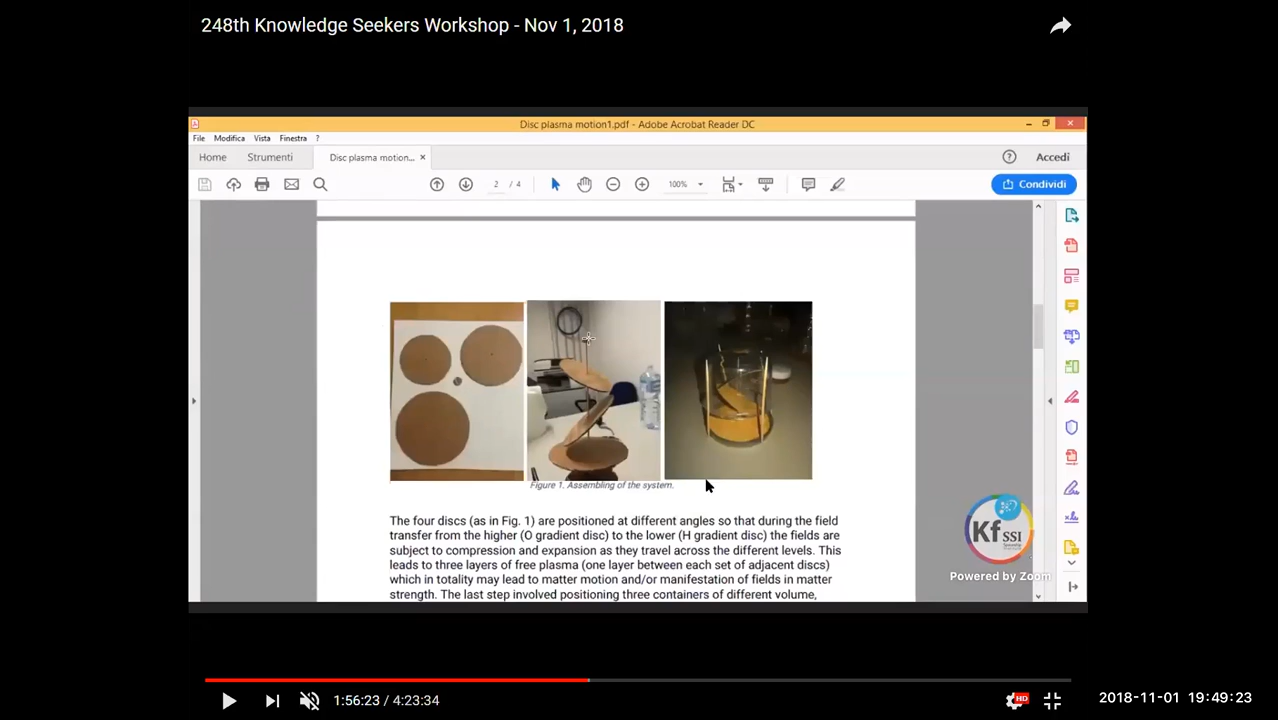 248th Knowledge Seekers Workshop - Nov 1, 2018
Disc plasma motion1.pdf - Adobe Acrobat Reader DC
File Modifica Vista Finestra ?
Home Strumenti Disc plasma motion... × Accedi
2 / 4 100% Condividi
Figure 1. Assembling of the system.
The four discs (as in Fig. 1) are positioned at different angles so that during the field
transfer from the higher (O gradient disc) to the lower (H gradient disc) the fields are
subject to compression and expansion as they travel across the different levels. This
leads to three layers of free plasma (one layer between each set of adjacent discs)
which in totality may lead to matter motion and/or manifestation of fields in matter
strength. The last step involved positioning three containers of different volume,
Kf SSI
Powered by Zoom
1:56:23 / 4:23:34
HD
2018-11-01 19:49:23